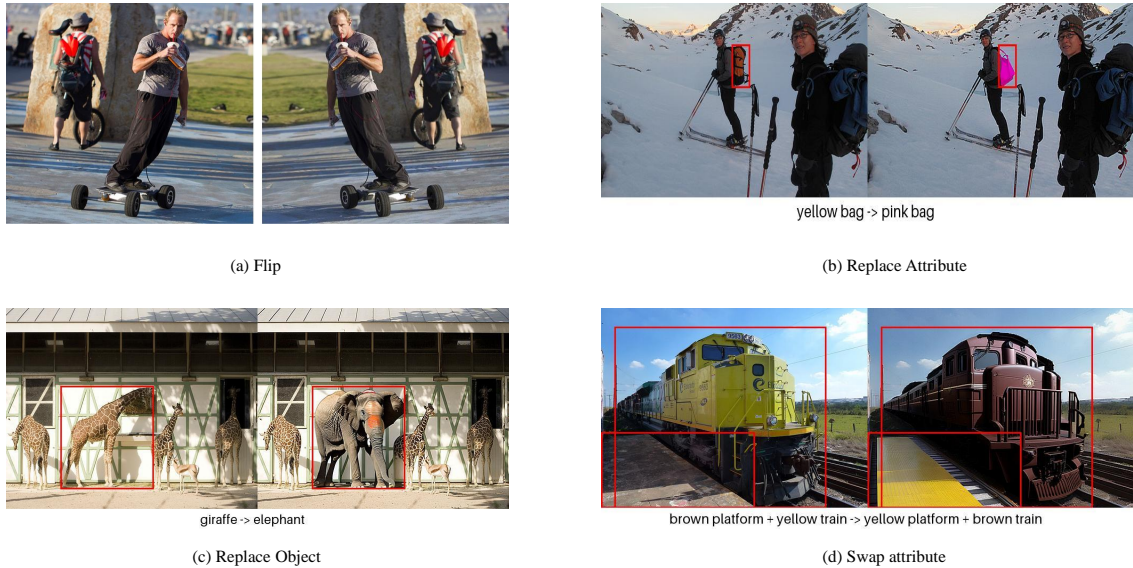 (a) Flip
yellow bag -> pink bag
(b) Replace Attribute
giraffe -> elephant
(c) Replace Object
brown platform + yellow train -> yellow platform + brown train
(d) Swap attribute